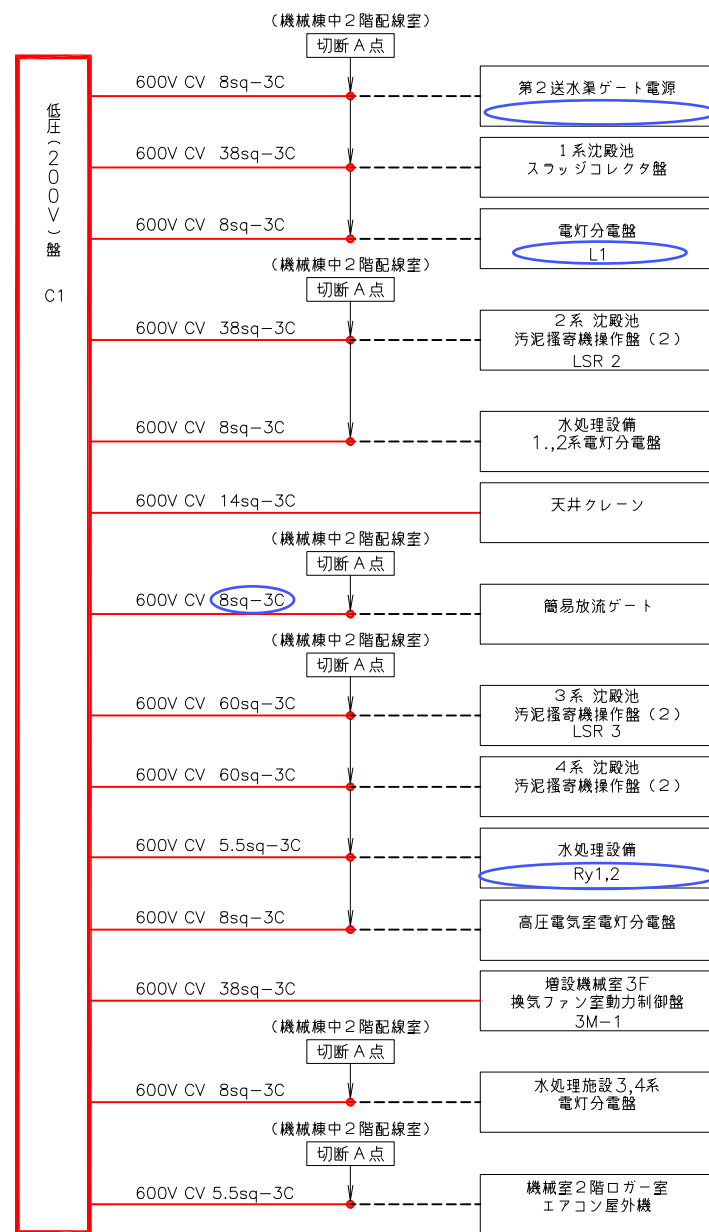 (機械棟中2階配線室)
切断A点
低圧(200V)盤
C1
600V CV 8sq-3C
第2送水渠ゲート電源
600V CV 38sq-3C
1系沈殿池
スラッジコレクタ盤
600V CV 8sq-3C
電灯分電盤
L1
(機械棟中2階配線室)
切断A点
600V CV 38sq-3C
2系 沈殿池
汚泥掻寄機操作盤(2)
LSR 2
600V CV 8sq-3C
水処理設備
1.,2系電灯分電盤
600V CV 14sq-3C
天井クレーン
(機械棟中2階配線室)
切断A点
600V CV 8sq-3C
簡易放流ゲート
(機械棟中2階配線室)
切断A点
600V CV 60sq-3C
3系 沈殿池
汚泥掻寄機操作盤(2)
LSR 3
600V CV 60sq-3C
4系 沈殿池
汚泥掻寄機操作盤(2)
600V CV 5.5sq-3C
水処理設備
Ry1,2
600V CV 8sq-3C
高圧電気室電灯分電盤
600V CV 38sq-3C
増設機械室3F
換気ファン室動力制御盤
3M-1
(機械棟中2階配線室)
切断A点
600V CV 8sq-3C
水処理施設3,4系
電灯分電盤
(機械棟中2階配線室)
切断A点
600V CV 5.5sq-3C
機械室2階ロガー室
エアコン屋外機